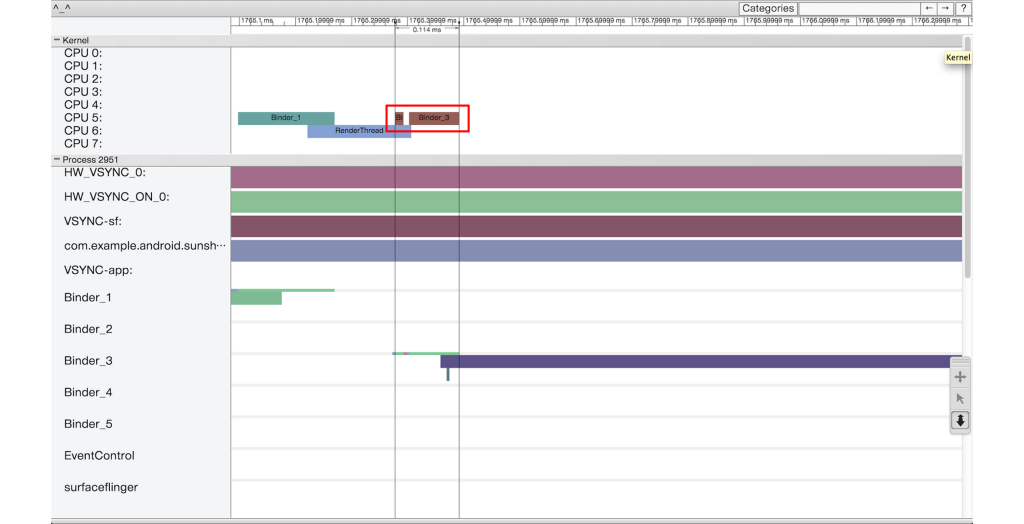 ^_^ Categories ← → ?
1765.1 ms 1765.19999 ms 1765.29999 ms 1765.39999 ms 1765.49999 ms 1765.59999 ms 1765.69999 ms 1765.79999 ms 1765.89999 ms 1765.99999 ms 1766.09999 ms 1766.19999 ms 1766.29999 ms
0.114 ms
Kernel
Kernel
CPU 0:
CPU 1:
CPU 2:
CPU 3:
CPU 4:
CPU 5: Binder_1 Bi Binder_3
CPU 6: RenderThread
CPU 7:
Process 2951
HW_VSYNC_0:
HW_VSYNC_ON_0:
VSYNC-sf:
com.example.android.sunsh···
VSYNC-app:
Binder_1
Binder_2
Binder_3
Binder_4
Binder_5
EventControl
surfaceflinger